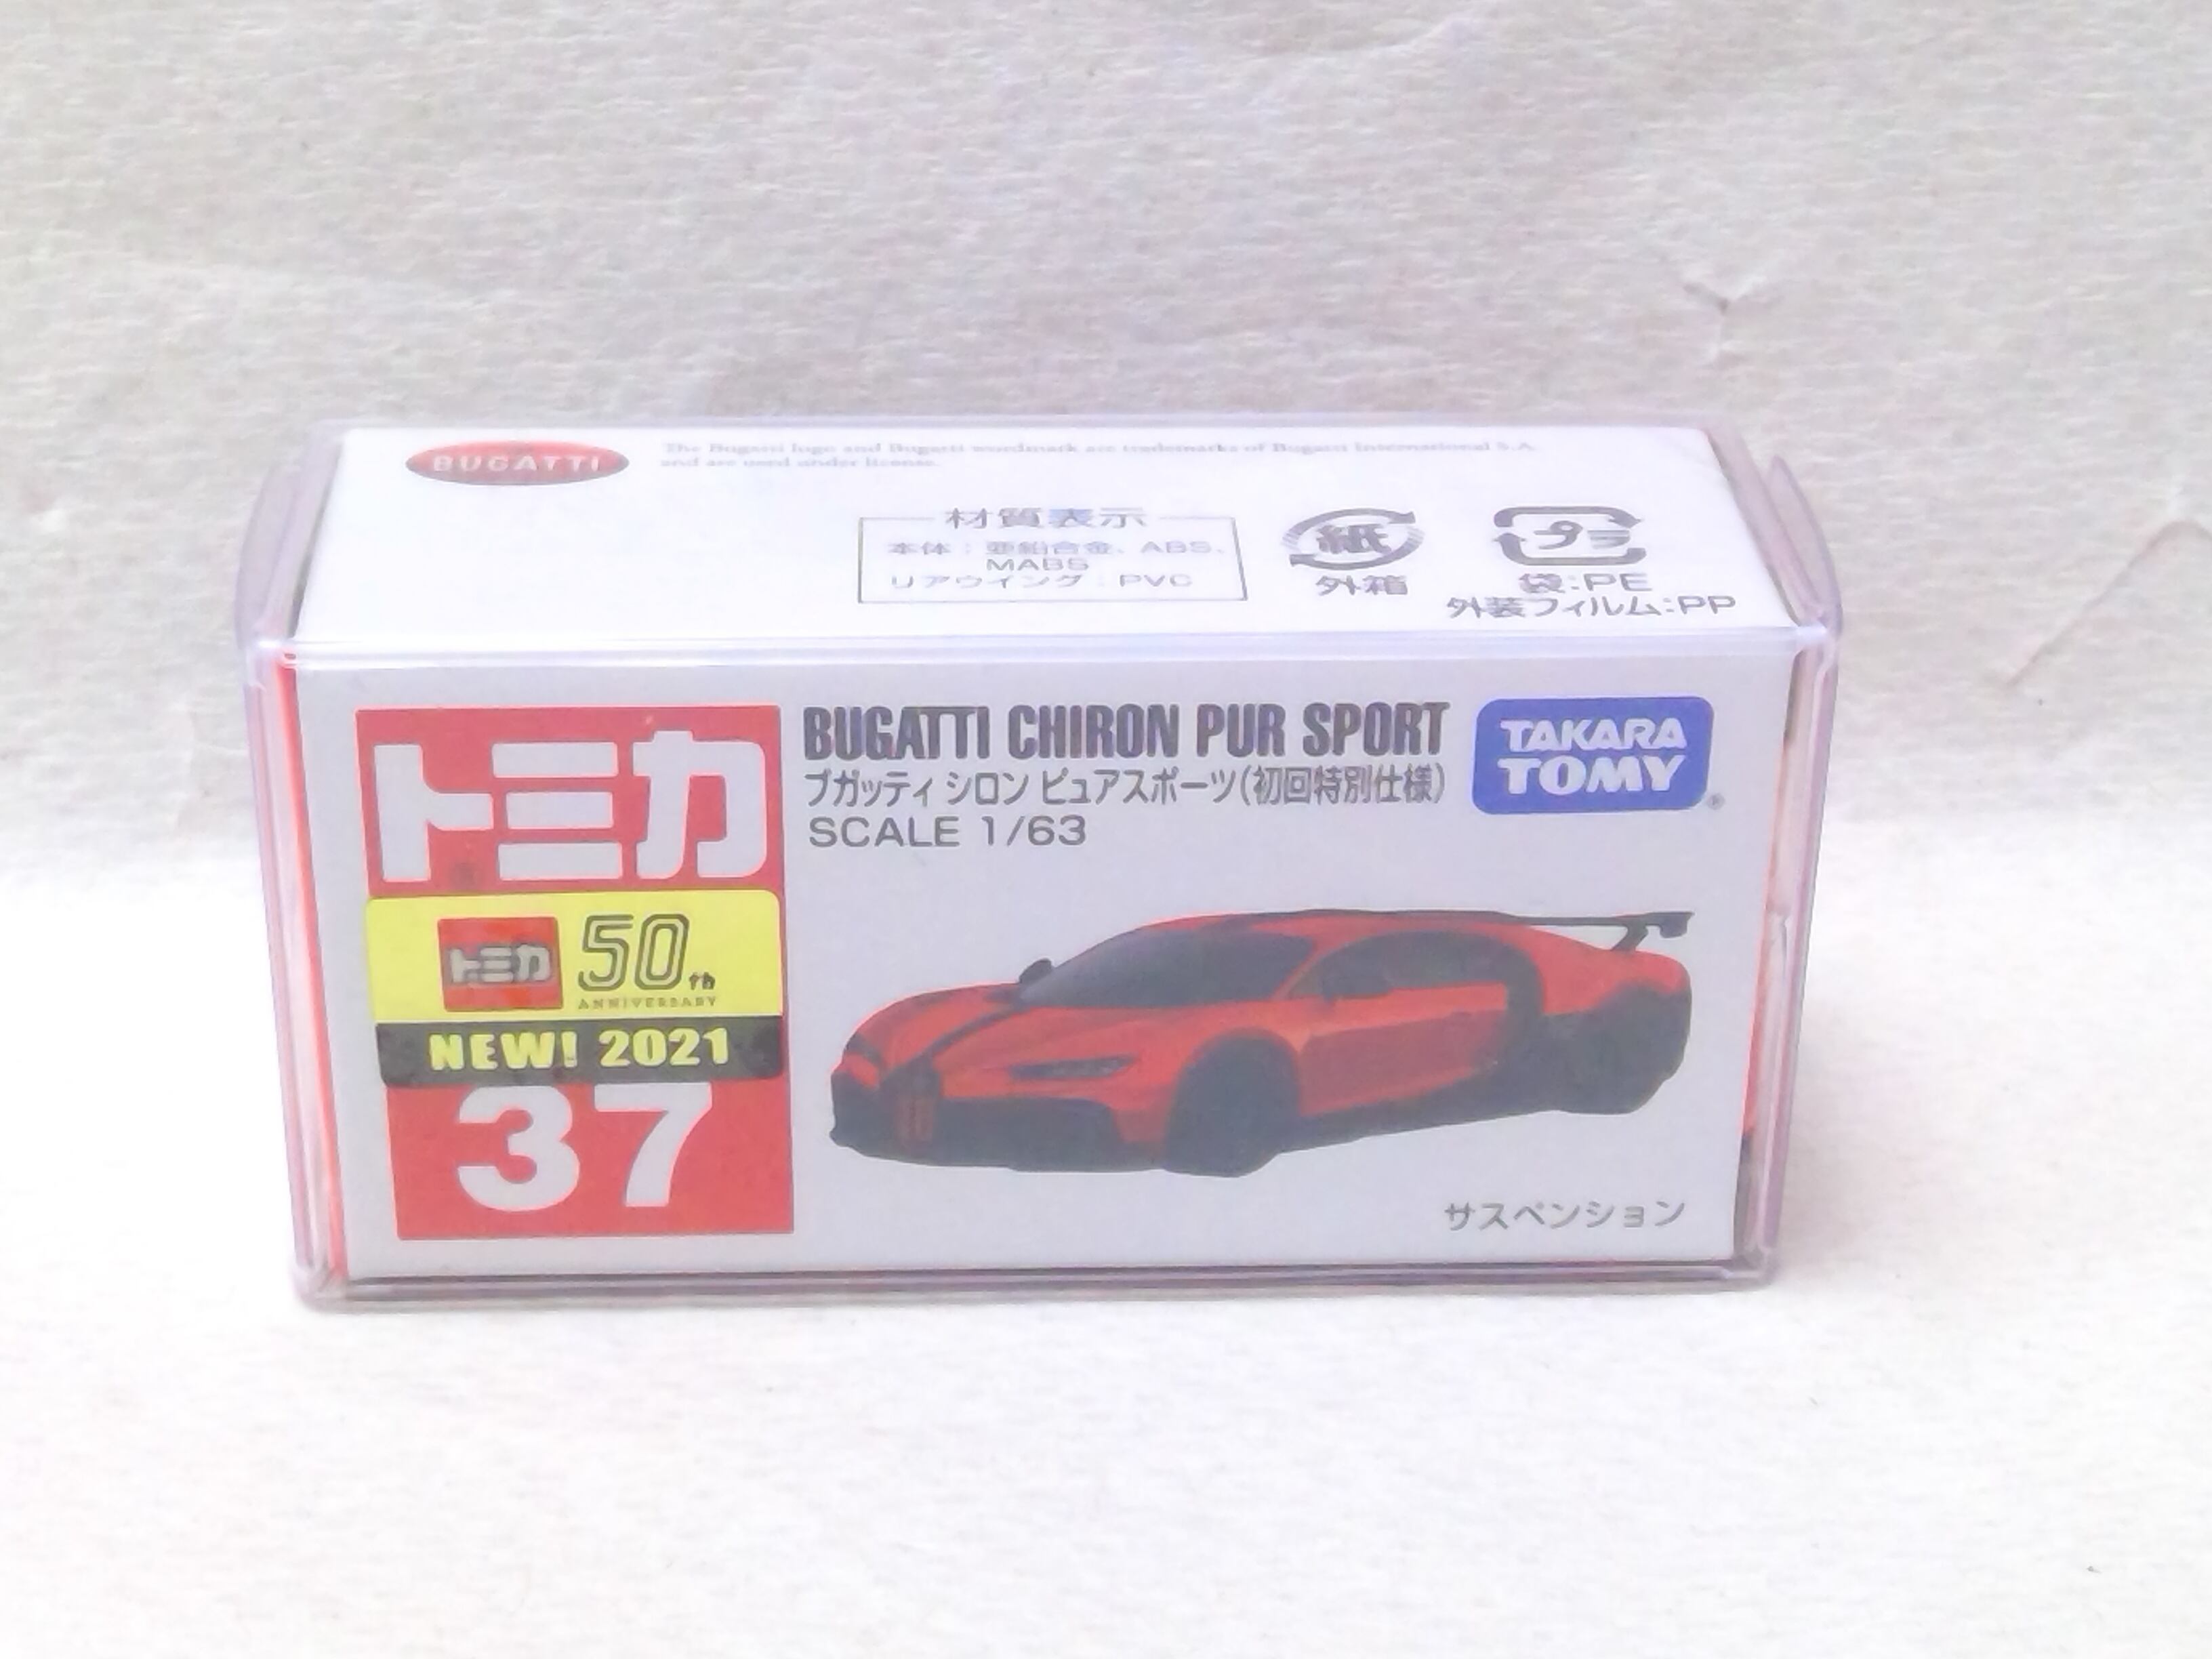 BUGATTI
The Bugatti logo and Bugatti wordmark are trademarks of Bugatti International S.A.
and are used under license.
材質表示
本体：亜鉛合金、ABS、
MABS
リアウイング：PVC
紙
外箱
プラ
袋:PE
外装フィルム:PP
トミカ
BUGATTI CHIRON PUR SPORT
ブガッティ シロン ピュアスポーツ(初回特別仕様)
SCALE 1/63
TAKARA
TOMY®
トミカ 50th
ANNIVERSARY
NEW! 2021
37
サスペンション